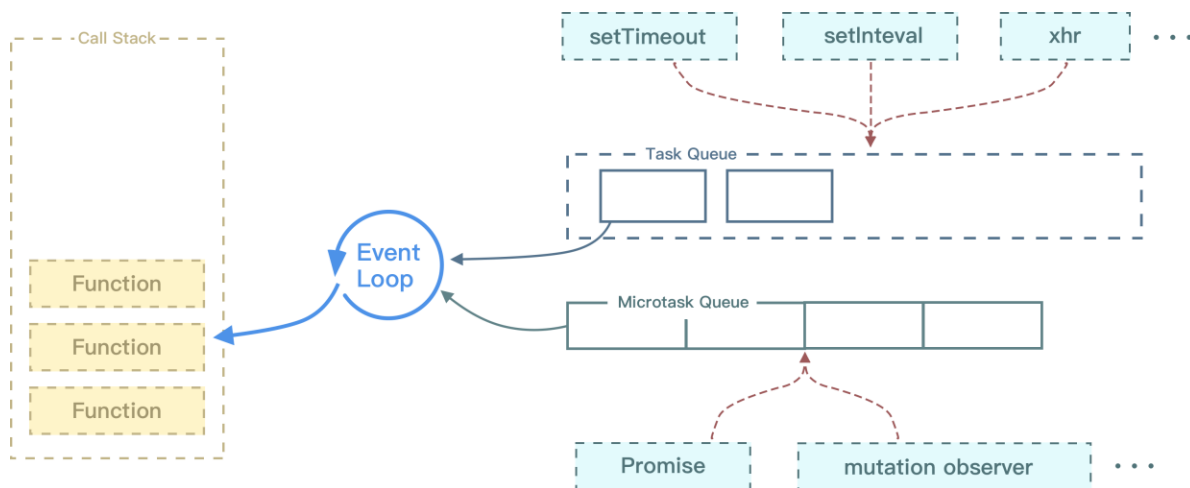 Call Stack
setTimeout
setInteval
xhr
• • •
Task Queue
Event
Loop
Function
Function
Function
Microtask Queue
Promise
mutation observer
• • •